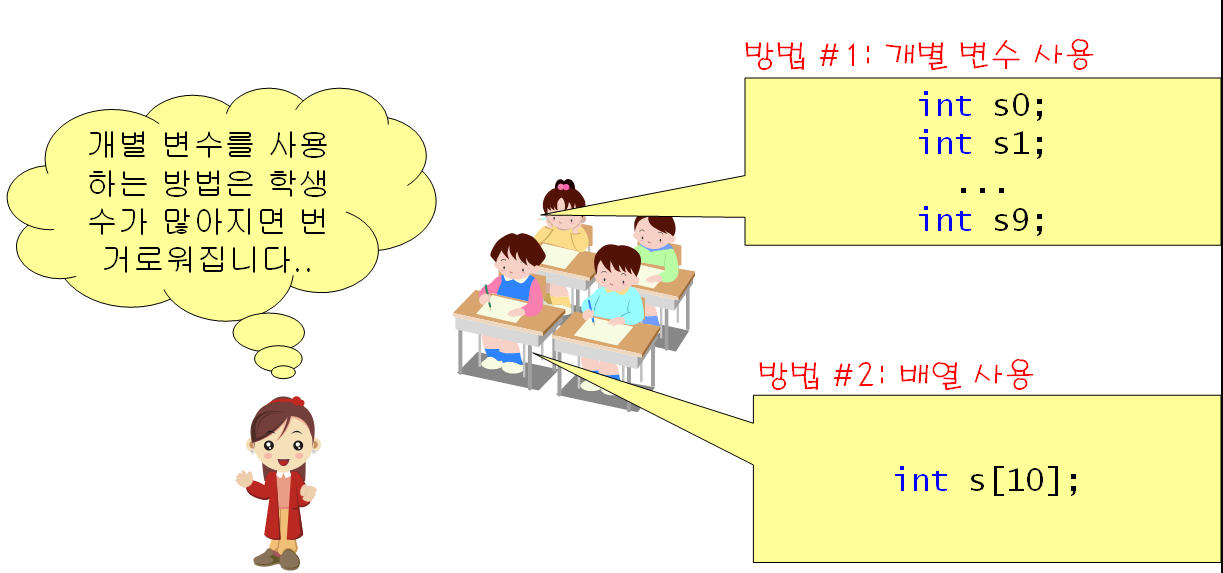 방법 #1: 개별 변수 사용
int s0;
int s1;
...
int s9;
개별 변수를 사용
하는 방법은 학생
수가 많아지면 번
거로워집니다..
방법 #2: 배열 사용
int s[10];